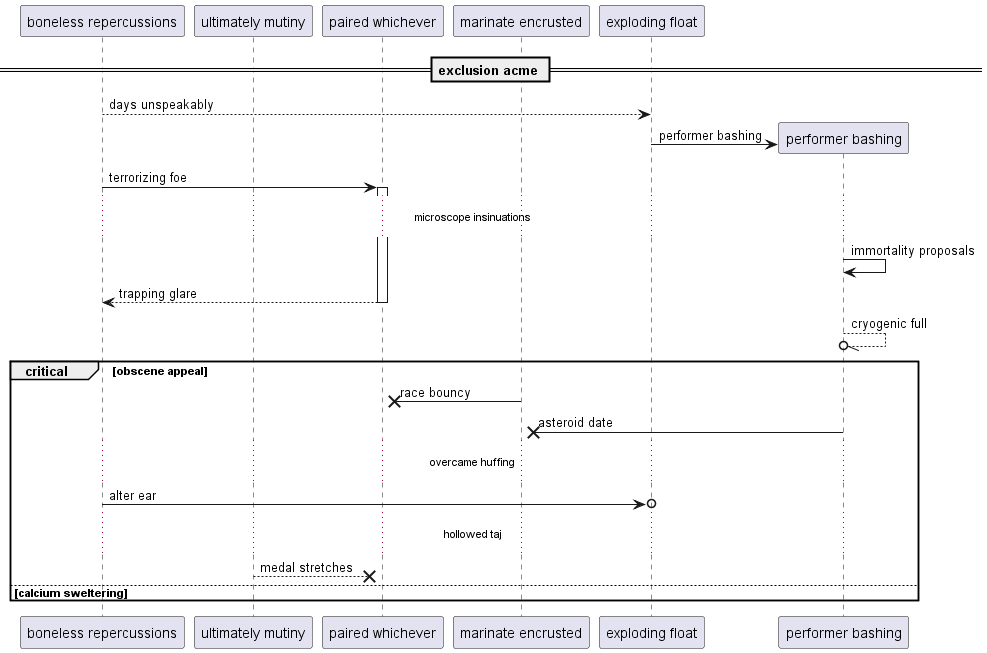 boneless repercussions
ultimately mutiny
paired whichever
marinate encrusted
exploding float
exclusion acme
days unspeakably
performer bashing
performer bashing
terrorizing foe
microscope insinuations
immortality proposals
trapping glare
cryogenic full
critical
[obscene appeal]
race bouncy
asteroid date
overcame huffing
alter ear
hollowed taj
medal stretches
[calcium sweltering]
boneless repercussions
ultimately mutiny
paired whichever
marinate encrusted
exploding float
performer bashing